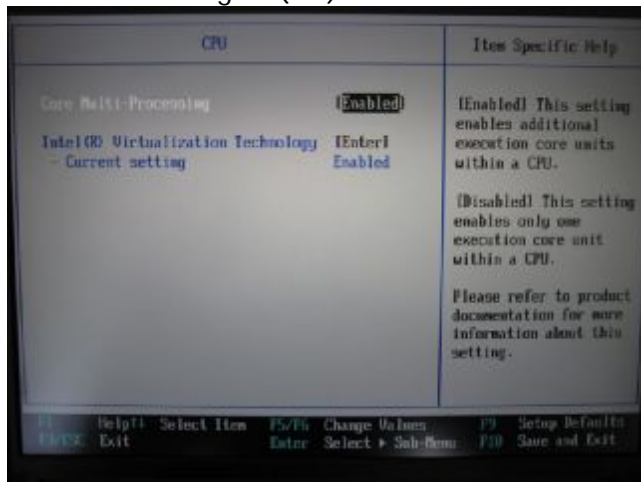 CPU
Item Specific Help
Core Multi-Processing [Enabled]
Intel(R) Virtualization Technology [Enter]
- Current setting Enabled
[Enabled] This setting
enables additional
execution core units
within a CPU.
[Disabled] This setting
enables only one
execution core unit
within a CPU.
Please refer to product
documentation for more
information about this
setting.
F1 Help ↑↓ Select Item F5/F6 Change Values F9 Setup Defaults
Exit Enter Select ▸ Sub-Menu F10 Save and Exit